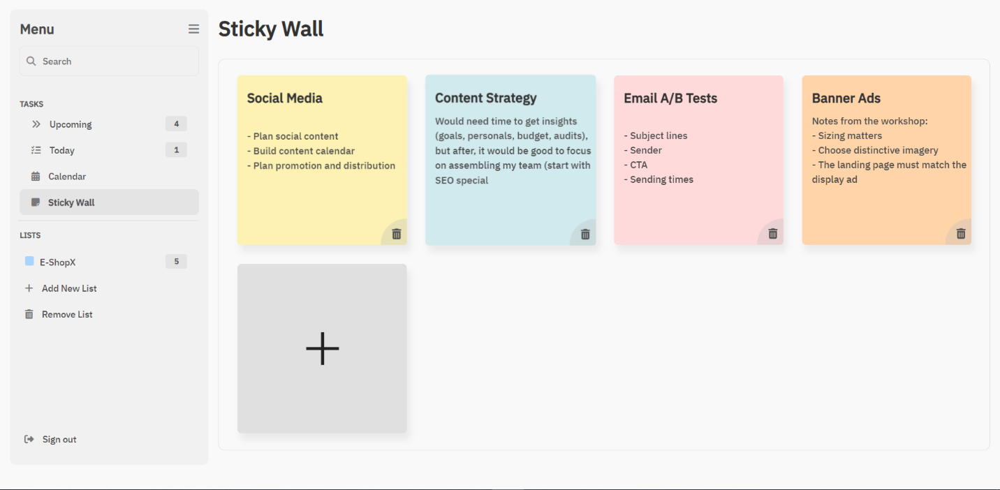 Menu
Search
TASKS
Upcoming
4
Today
1
Calendar
Sticky Wall
LISTS
E-ShopX
5
Add New List
Remove List
Sign out
Sticky Wall
Social Media
- Plan social content
- Build content calendar
- Plan promotion and distribution
Content Strategy
Would need time to get insights
(goals, personals, budget, audits),
but after, it would be good to focus
on assembling my team (start with
SEO special
Email A/B Tests
- Subject lines
- Sender
- CTA
- Sending times
Banner Ads
Notes from the workshop:
- Sizing matters
- Choose distinctive imagery
- The landing page must match the
display ad